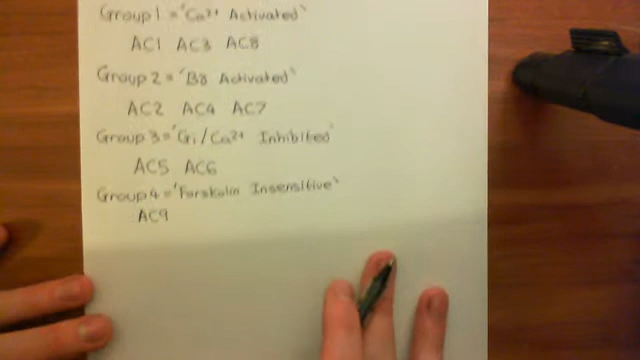 Group 1 = 'Ca²⁺ Activated'
AC1 AC3 AC8
Group 2 = 'Bγ Activated'
AC2 AC4 AC7
Group 3 = 'Gi/Ca²⁺ Inhibited'
AC5 AC6
Group 4 = 'Forskolin Insensitive'
AC9